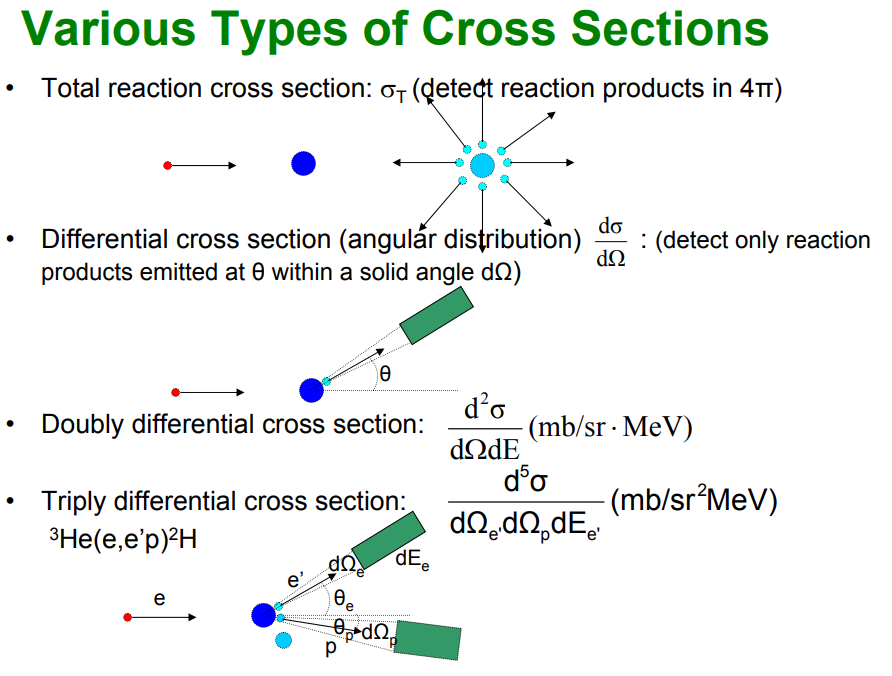 Various Types of Cross Sections
• Total reaction cross section: σT (detect reaction products in 4π)
• Differential cross section (angular distribution) dσ/dΩ : (detect only reaction
products emitted at θ within a solid angle dΩ)
θ
• Doubly differential cross section: d²σ/dΩdE (mb/sr · MeV)
• Triply differential cross section: d⁵σ/dΩe'dΩpdEe' (mb/sr²MeV)
³He(e,e’p)²H
e’ dΩe dEe
e θe
θp dΩp
p